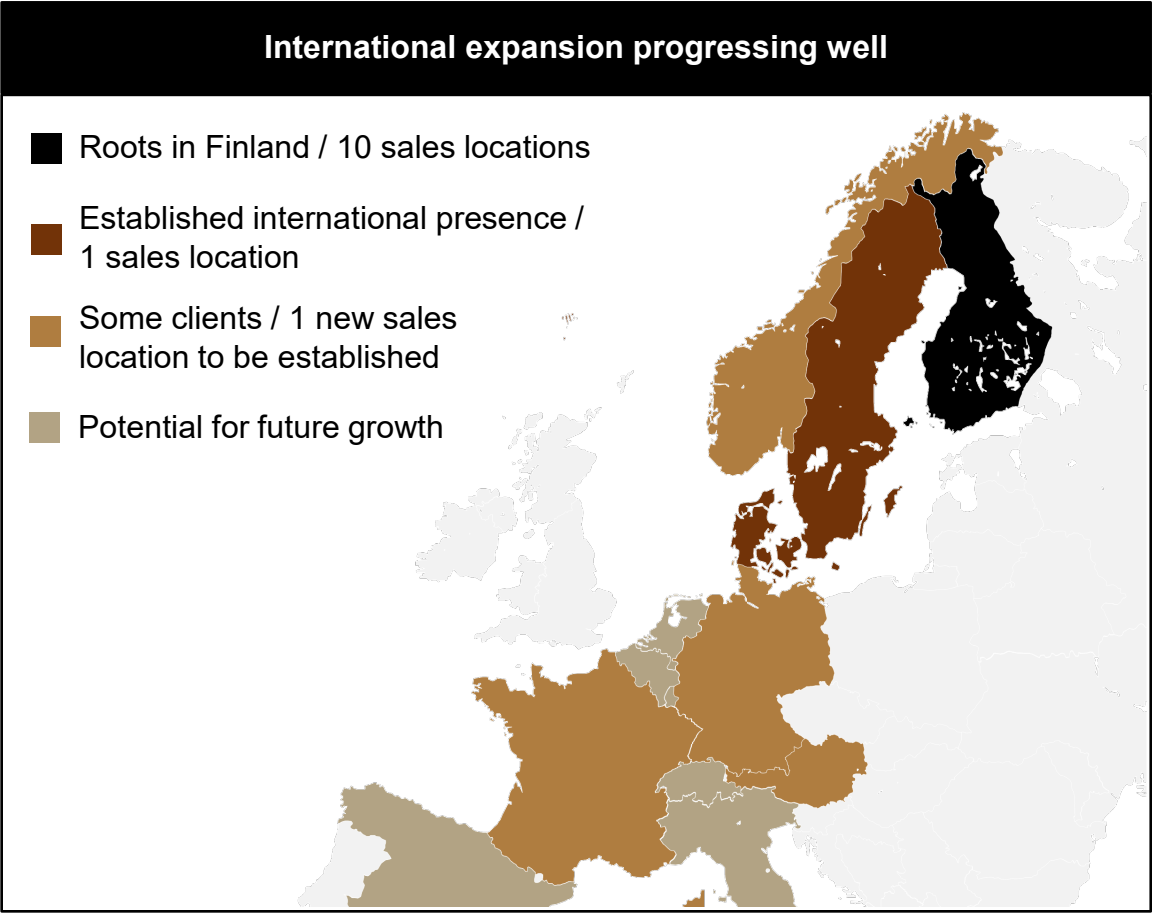 International expansion progressing well
Roots in Finland / 10 sales locations
Established international presence /
1 sales location
Some clients / 1 new sales
location to be established
Potential for future growth